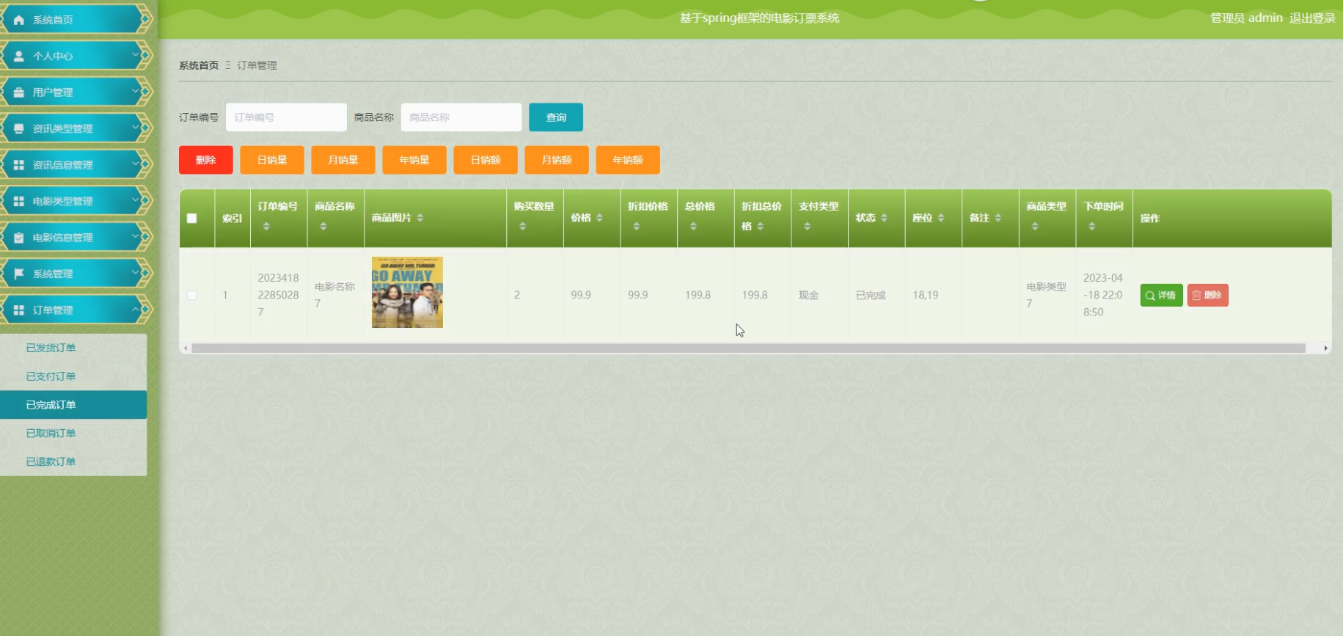 基于spring框架的电影订票系统
管理员 admin 退出登录
系统首页
个人中心
用户管理
资讯类型管理
资讯信息管理
电影类型管理
电影信息管理
系统管理
订单管理
已发货订单
已支付订单
已完成订单
已取消订单
已退款订单
系统首页 Ξ 订单管理
订单编号 订单编号 商品名称 商品名称 查询
删除 日销量 月销量 年销量 日销额 月销额 年销额
索引 订单编号 商品名称 商品图片 购买数量 价格 折扣价格 总价格 折扣总价格 支付类型 状态 座位 备注 商品类型 下单时间 操作
1 202341822850287 电影名称7 GO AWAY MR. TUMOR 2 99.9 99.9 199.8 199.8 现金 已完成 18,19 电影类型7 2023-04-18 22:08:50 详情 删除